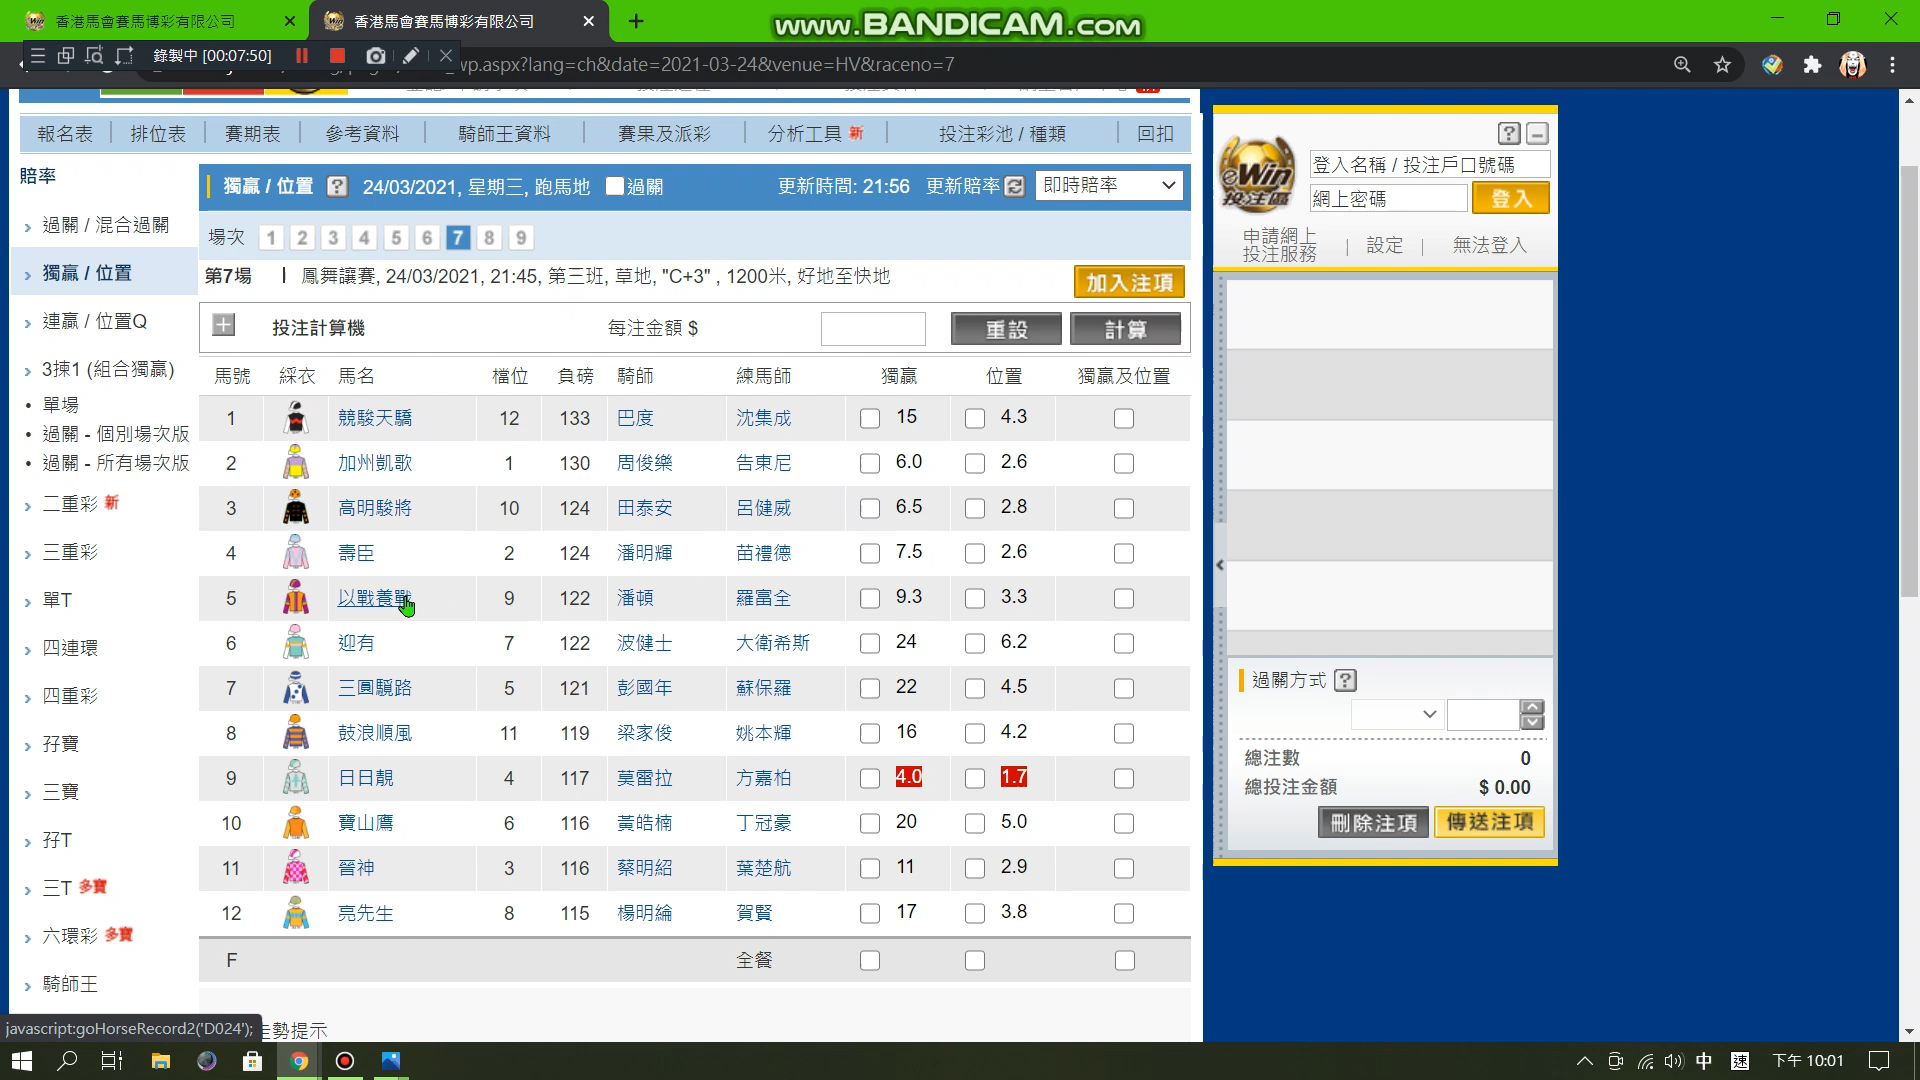 香港馬會賽馬博彩有限公司
香港馬會賽馬博彩有限公司
www.BANDICAM.com
錄製中 [00:07:50]
wp.aspx?lang=ch&date=2021-03-24&venue=HV&raceno=7
報名表 排位表 賽期表 參考資料 騎師王資料 賽果及派彩 分析工具 新 投注彩池 / 種類 回扣
賠率
過關 / 混合過關
獨贏 / 位置
連贏 / 位置Q
3揀1 (組合獨贏)
• 單場
• 過關 - 個別場次版
• 過關 - 所有場次版
二重彩 新
三重彩
單T
四連環
四重彩
孖寶
三寶
孖T
三T 多寶
六環彩 多寶
騎師王
獨贏 / 位置 ? 24/03/2021, 星期三, 跑馬地 過關 更新時間: 21:56 更新賠率 即時賠率
場次 1 2 3 4 5 6 7 8 9
第7場 鳳舞讓賽, 24/03/2021, 21:45, 第三班, 草地, "C+3" , 1200米, 好地至快地 加入注項
投注計算機 每注金額 $ 重設 計算
馬號 綵衣 馬名 檔位 負磅 騎師 練馬師 獨贏 位置 獨贏及位置
1 競駿天驕 12 133 巴度 沈集成 15 4.3
2 加州凱歌 1 130 周俊樂 告東尼 6.0 2.6
3 高明駿將 10 124 田泰安 呂健威 6.5 2.8
4 壽臣 2 124 潘明輝 苗禮德 7.5 2.6
5 以戰養戰 9 122 潘頓 羅富全 9.3 3.3
6 迎有 7 122 波健士 大衛希斯 24 6.2
7 三圓驥路 5 121 彭國年 蘇保羅 22 4.5
8 鼓浪順風 11 119 梁家俊 姚本輝 16 4.2
9 日日靚 4 117 莫雷拉 方嘉柏 4.0 1.7
10 寶山鷹 6 116 黃皓楠 丁冠豪 20 5.0
11 晉神 3 116 蔡明紹 葉楚航 11 2.9
12 亮先生 8 115 楊明綸 賀賢 17 3.8
F 全餐
走勢提示
eWin
投注區
? –
登入名稱 / 投注戶口號碼
網上密碼 登入
申請網上
投注服務 | 設定 | 無法登入
過關方式 ?
總注數 0
總投注金額 $ 0.00
刪除注項 傳送注項
javascript:goHorseRecord2('D024');
中 速 下午 10:01